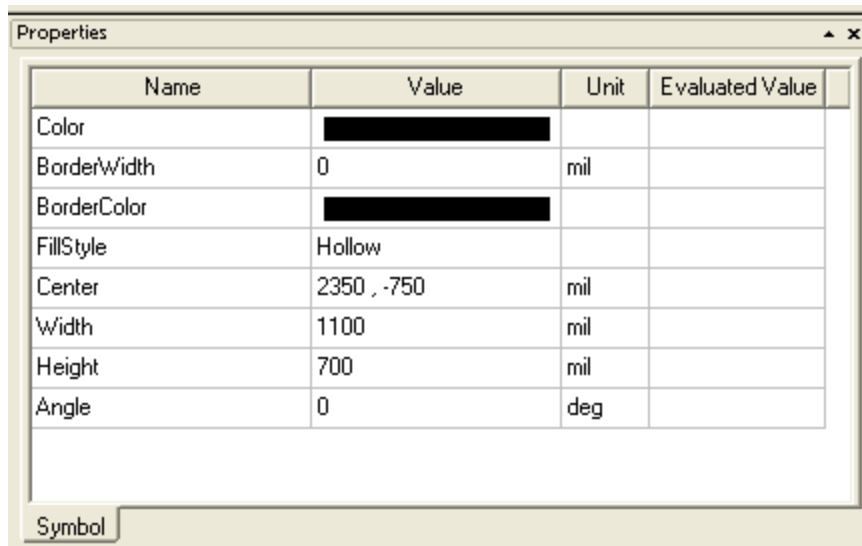 Properties
Name Value Unit Evaluated Value
Color
BorderWidth 0 mil
BorderColor
FillStyle Hollow
Center 2350 , -750 mil
Width 1100 mil
Height 700 mil
Angle 0 deg
Symbol